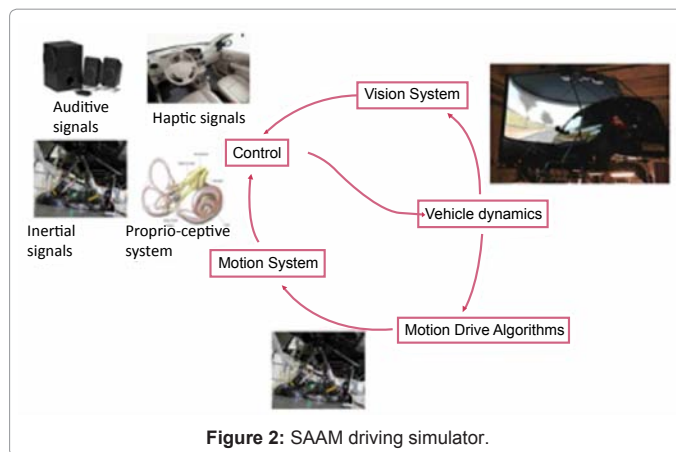 Auditive
signals
Haptic signals
Vision System
Control
Vehicle dynamics
Inertial
signals
Proprio-ceptive
system
Motion System
Motion Drive Algorithms
Figure 2: SAAM driving simulator.